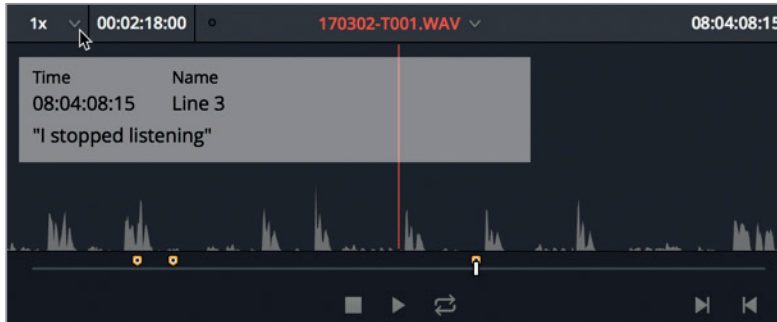 1x 00:02:18:00 170302-T001.WAV 08:04:08:15
Time Name
08:04:08:15 Line 3
"I stopped listening"